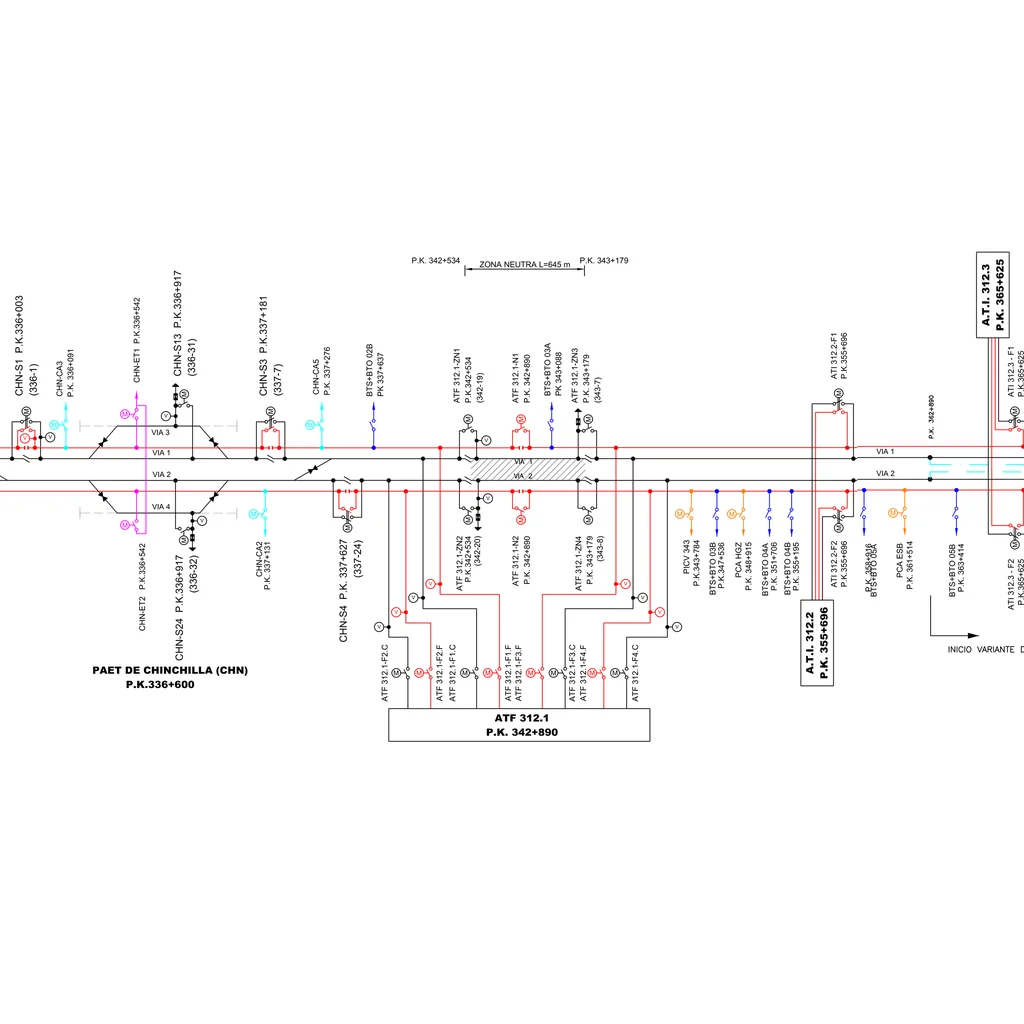 P.K. 342+534
ZONA NEUTRA L=645 m
P.K. 343+179
A.T.I. 312.3
P.K. 365+625
CHN-S1 P.K.336+003
(336-1)
CHN-CA3
P.K. 336+091
CHN-ET1 P.K.336+542
CHN-S13 P.K.336+917
(336-31)
CHN-S3 P.K.337+181
(337-7)
CHN-CA5
P.K. 337+276
BTS+BTO 02B
PK 337+637
ATF 312.1-ZN1
P.K.342+534
(342-19)
ATF 312.1-N1
P.K. 342+890
BTS+BTO 03A
PK 343+088
ATF 312.1-ZN3
P.K. 343+179
(343-7)
ATI 312.2-F1
P.K.355+696
P.K. 362+890
ATI 312.3 - F1
P.K.365+625
M
M
M
M
M
M
M
M
M
M
M
M
V
V
V
V
VIA 3
VIA 1
VIA 2
VIA 4
VIA 1
VIA 2
VIA 1
VIA 2
M
M
M
M
M
M
M
M
M
M
M
V
V
CHN-ET2 P.K.336+542
CHN-S24 P.K.336+917
(336-32)
CHN-CA2
P.K. 337+131
CHN-S4 P.K. 337+627
(337-24)
ATF 312.1-ZN2
P.K.342+534
(342-20)
ATF 312.1-N2
P.K. 342+890
ATF 312.1-ZN4
P.K. 343+179
(343-8)
PICV 343
P.K.343+784
BTS+BTO 03B
P.K.347+536
PCA HGZ
P.K. 348+915
BTS+BTO 04A
P.K. 351+706
BTS+BTO 04B
P.K. 355+195
ATI 312.2-F2
P.K. 355+696
P.K. 358+916
BTS+BTO 05A
PCA ESB
P.K. 361+514
BTS+BTO 05B
P.K. 363+414
ATI 312.3 - F2
P.K.365+625
V
V
V
V
V
V
V
V
A.T.I. 312.2
P.K. 355+696
INICIO VARIANTE D
PAET DE CHINCHILLA (CHN)
P.K.336+600
M
M
M
M
M
M
M
M
ATF 312.1-F2.C
ATF 312.1-F2.F
ATF 312.1-F1.C
ATF 312.1-F1.F
ATF 312.1-F3.F
ATF 312.1-F3.C
ATF 312.1-F4.F
ATF 312.1-F4.C
ATF 312.1
P.K. 342+890